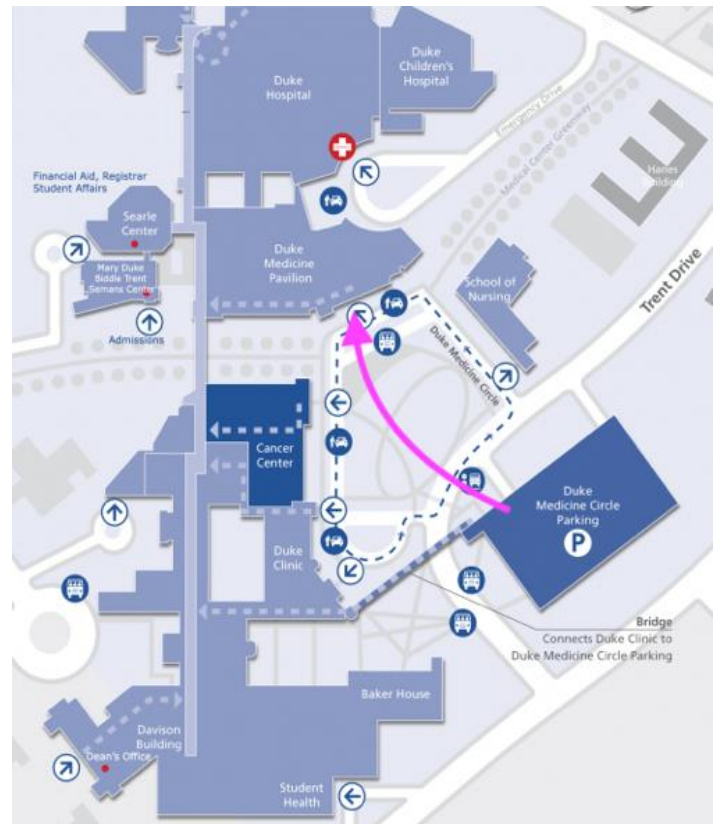 Duke
Hospital
Duke
Children's
Hospital
Emergency Drive
Medical Center Greenway
Hanes
Building
Financial Aid, Registrar
Student Affairs
Searle
Center
Mary Duke
Biddle Trent
Semans Center
Admissions
Duke
Medicine
Pavilion
School of
Nursing
Trent Drive
Duke Medicine Circle
Cancer
Center
Duke
Medicine Circle
Parking
P
Duke
Clinic
Bridge
Connects Duke Clinic to
Duke Medicine Circle Parking
Baker House
Davison
Building
Dean's Office
Student
Health